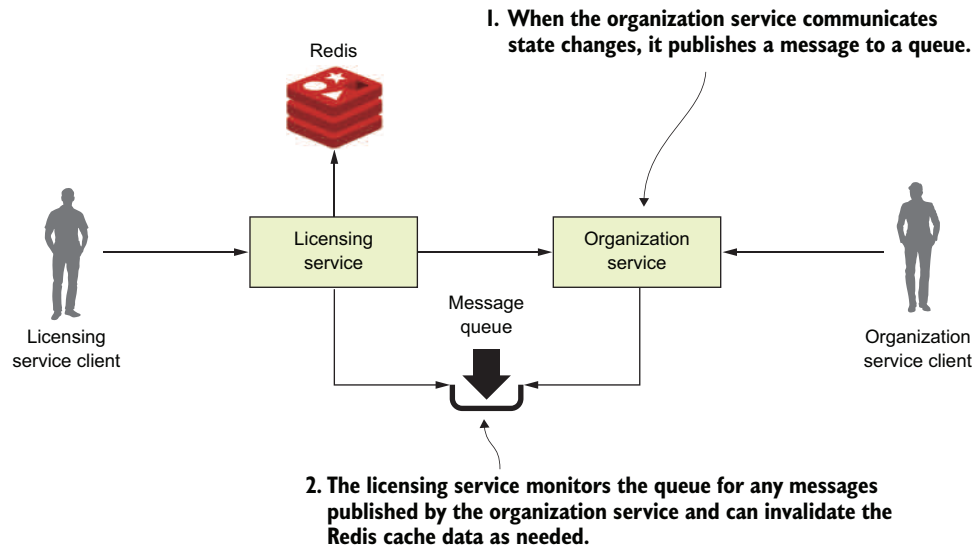 1. When the organization service communicates
state changes, it publishes a message to a queue.
Redis
Licensing
service
Organization
service
Message
queue
Licensing
service client
Organization
service client
2. The licensing service monitors the queue for any messages
published by the organization service and can invalidate the
Redis cache data as needed.